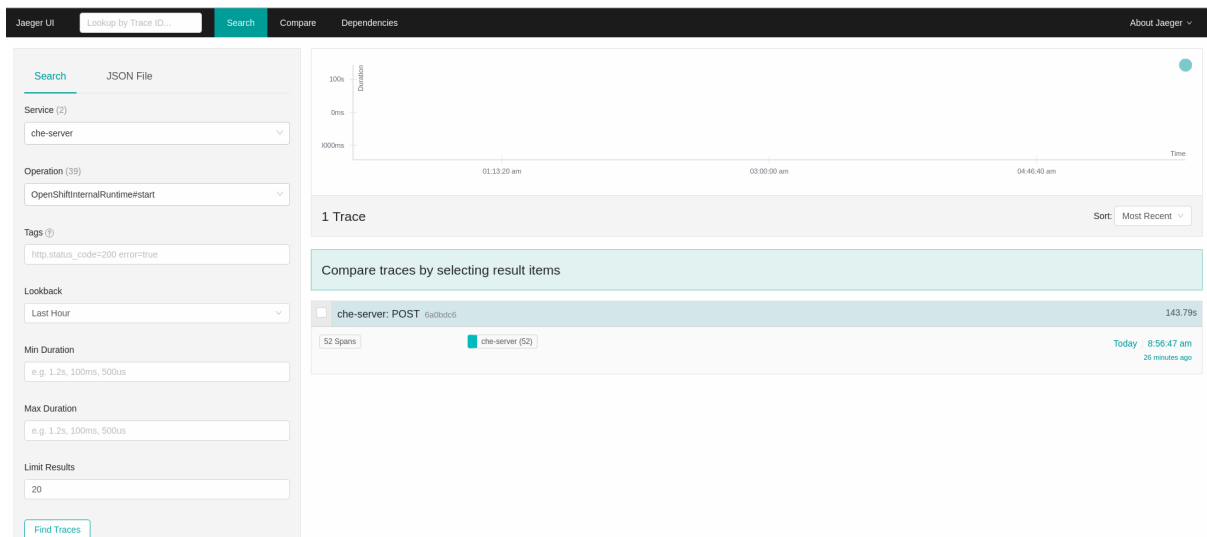 Jaeger UI Lookup by Trace ID... Search Compare Dependencies About Jaeger
Search JSON File
Service (2)
che-server
Operation (39)
OpenShiftInternalRuntime#start
Tags
http.status_code=200 error=true
Lookback
Last Hour
Min Duration
e.g. 1.2s, 100ms, 500us
Max Duration
e.g. 1.2s, 100ms, 500us
Limit Results
20
Find Traces
Duration
100s
0ms
Time
01:13:20 am 03:00:00 am 04:46:40 am
1 Trace Sort: Most Recent
Compare traces by selecting result items
che-server: POST 6a0bdc6 143.79s
52 Spans che-server (52) Today 8:56:47 am
26 minutes ago